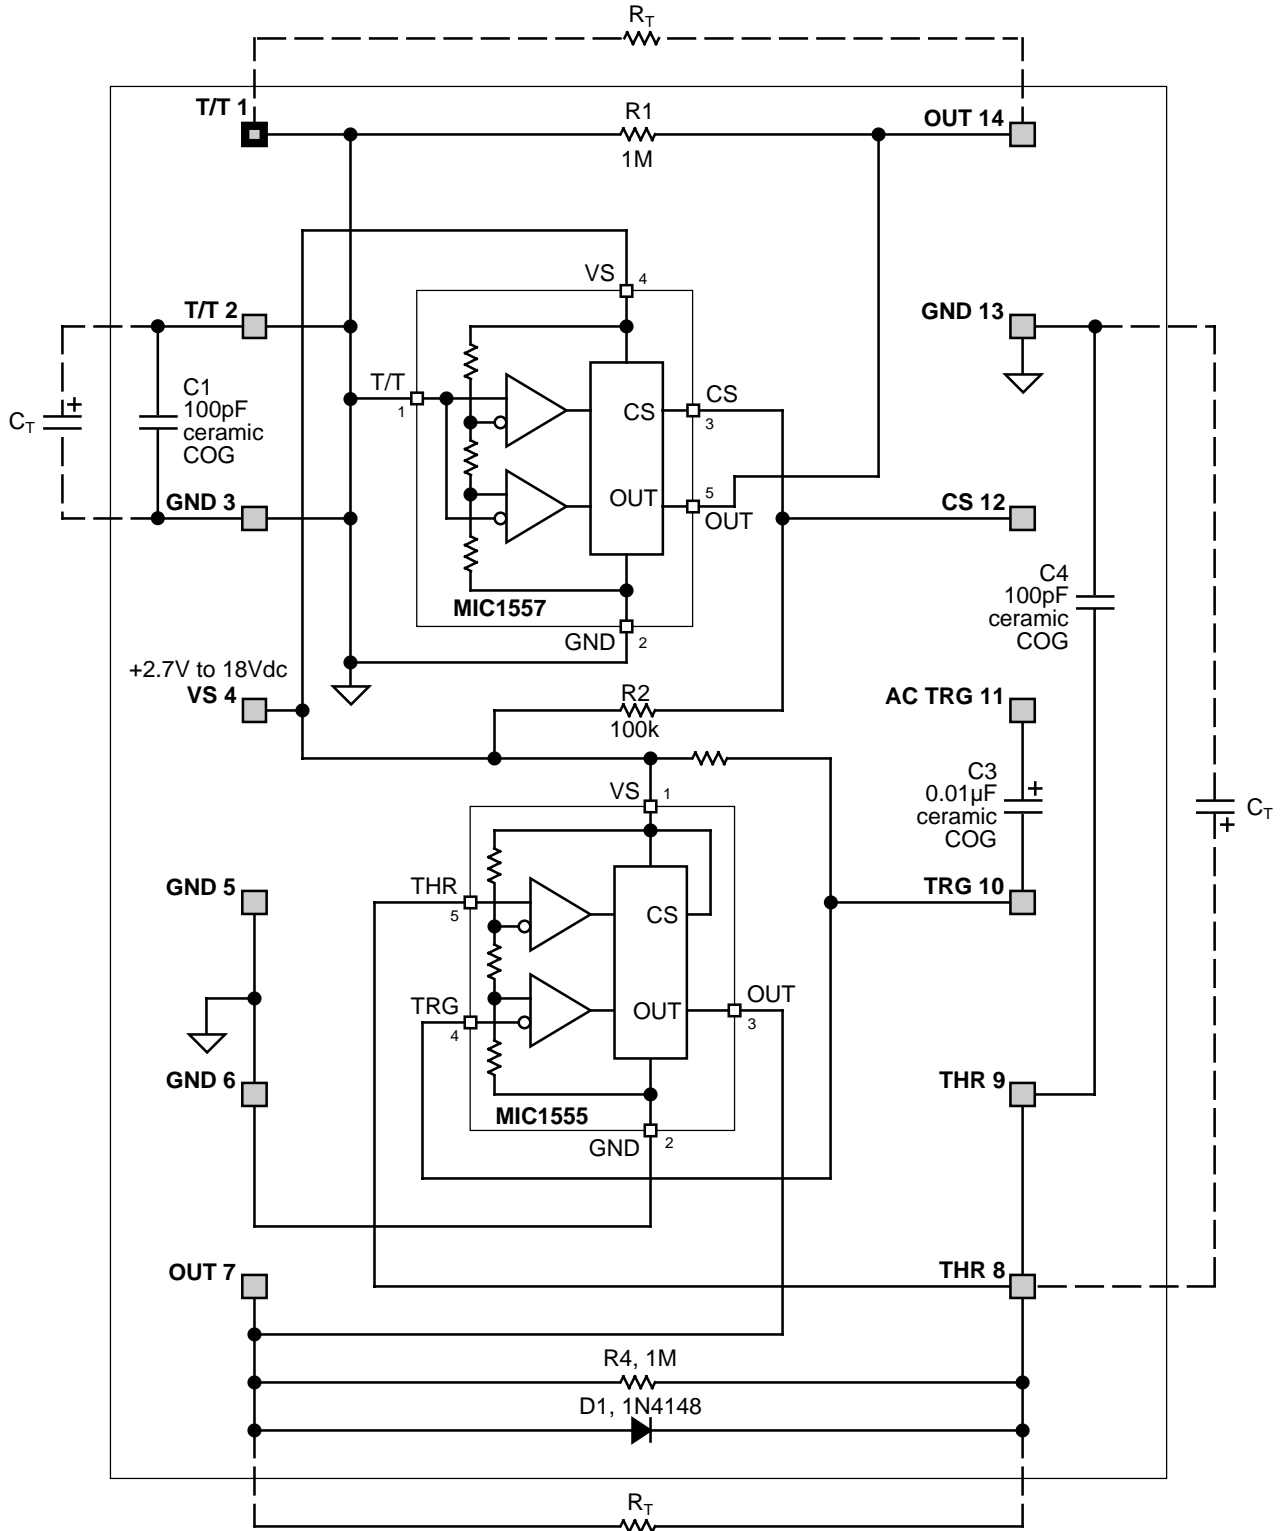 RT
T/T 1
R1
1M
OUT 14
VS
4
T/T 2
GND 13
T/T
1
CS
CS
3
CT
C1
100pF
ceramic
COG
OUT
5
OUT
GND 3
CS 12
MIC1557
C4
100pF
ceramic
COG
GND
2
+2.7V to 18Vdc
VS 4
R2
100k
AC TRG 11
VS
1
C3
0.01µF
ceramic
COG
CT
GND 5
THR
5
CS
TRG 10
TRG
4
OUT
OUT
3
GND 6
THR 9
MIC1555
GND
2
OUT 7
THR 8
R4, 1M
D1, 1N4148
RT